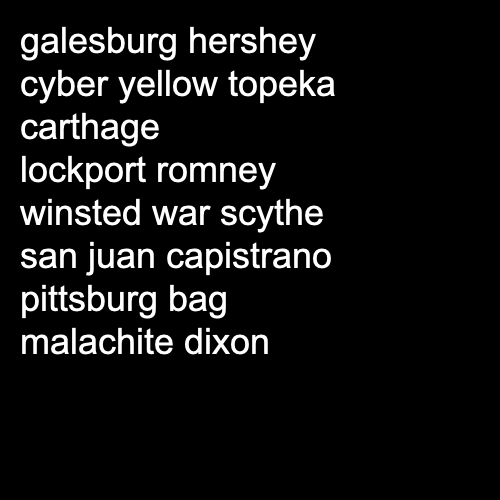 galesburg hershey
cyber yellow topeka
carthage
lockport romney
winsted war scythe
san juan capistrano
pittsburg bag
malachite dixon